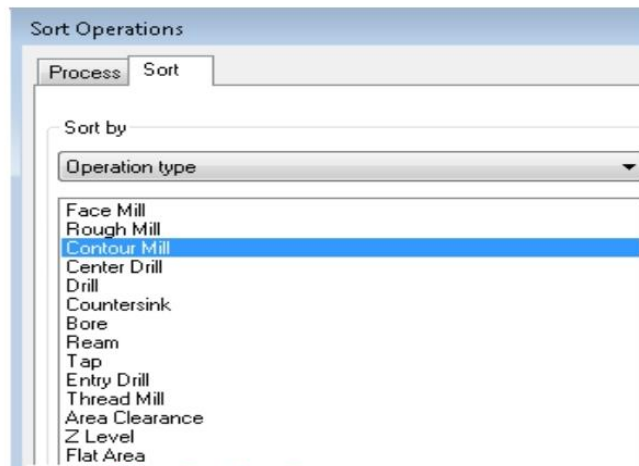 Sort Operations
Process Sort
Sort by
Operation type
Face Mill
Rough Mill
Contour Mill
Center Drill
Drill
Countersink
Bore
Ream
Tap
Entry Drill
Thread Mill
Area Clearance
Z Level
Flat Area